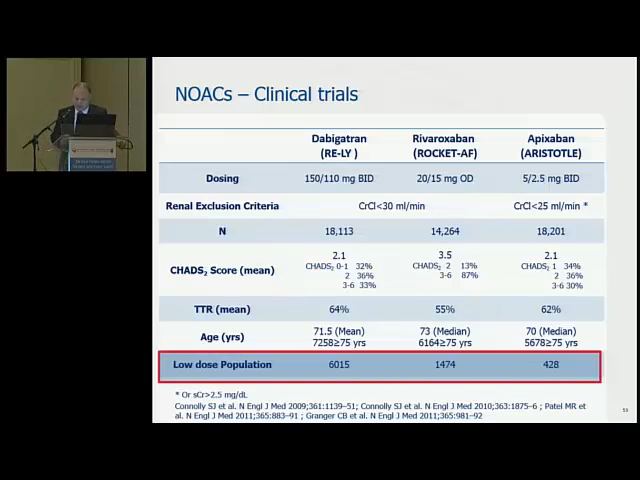 NOACs – Clinical trials
Dabigatran (RE-LY ) Rivaroxaban (ROCKET-AF) Apixaban (ARISTOTLE)
Dosing 150/110 mg BID 20/15 mg OD 5/2.5 mg BID
Renal Exclusion Criteria CrCl<30 ml/min CrCl<25 ml/min *
N 18,113 14,264 18,201
CHADS₂ Score (mean) 2.1 3.5 2.1
CHADS₂ 0-1 32% CHADS₂ 2 13% CHADS₂ 1 34%
2 36% 3-6 87% 2 36%
3-6 33% 3-6 30%
TTR (mean) 64% 55% 62%
Age (yrs) 71.5 (Mean) 73 (Median) 70 (Median)
7258≥75 yrs 6164≥75 yrs 5678≥75 yrs
Low dose Population 6015 1474 428
* Or sCr>2.5 mg/dL
Connolly SJ et al. N Engl J Med 2009;361:1139–51; Connolly SJ et al. N Engl J Med 2010;363:1875–6 ; Patel MR et
al. N Engl J Med 2011;365:883–91 ; Granger CB et al. N Engl J Med 2011;365:981–92
53